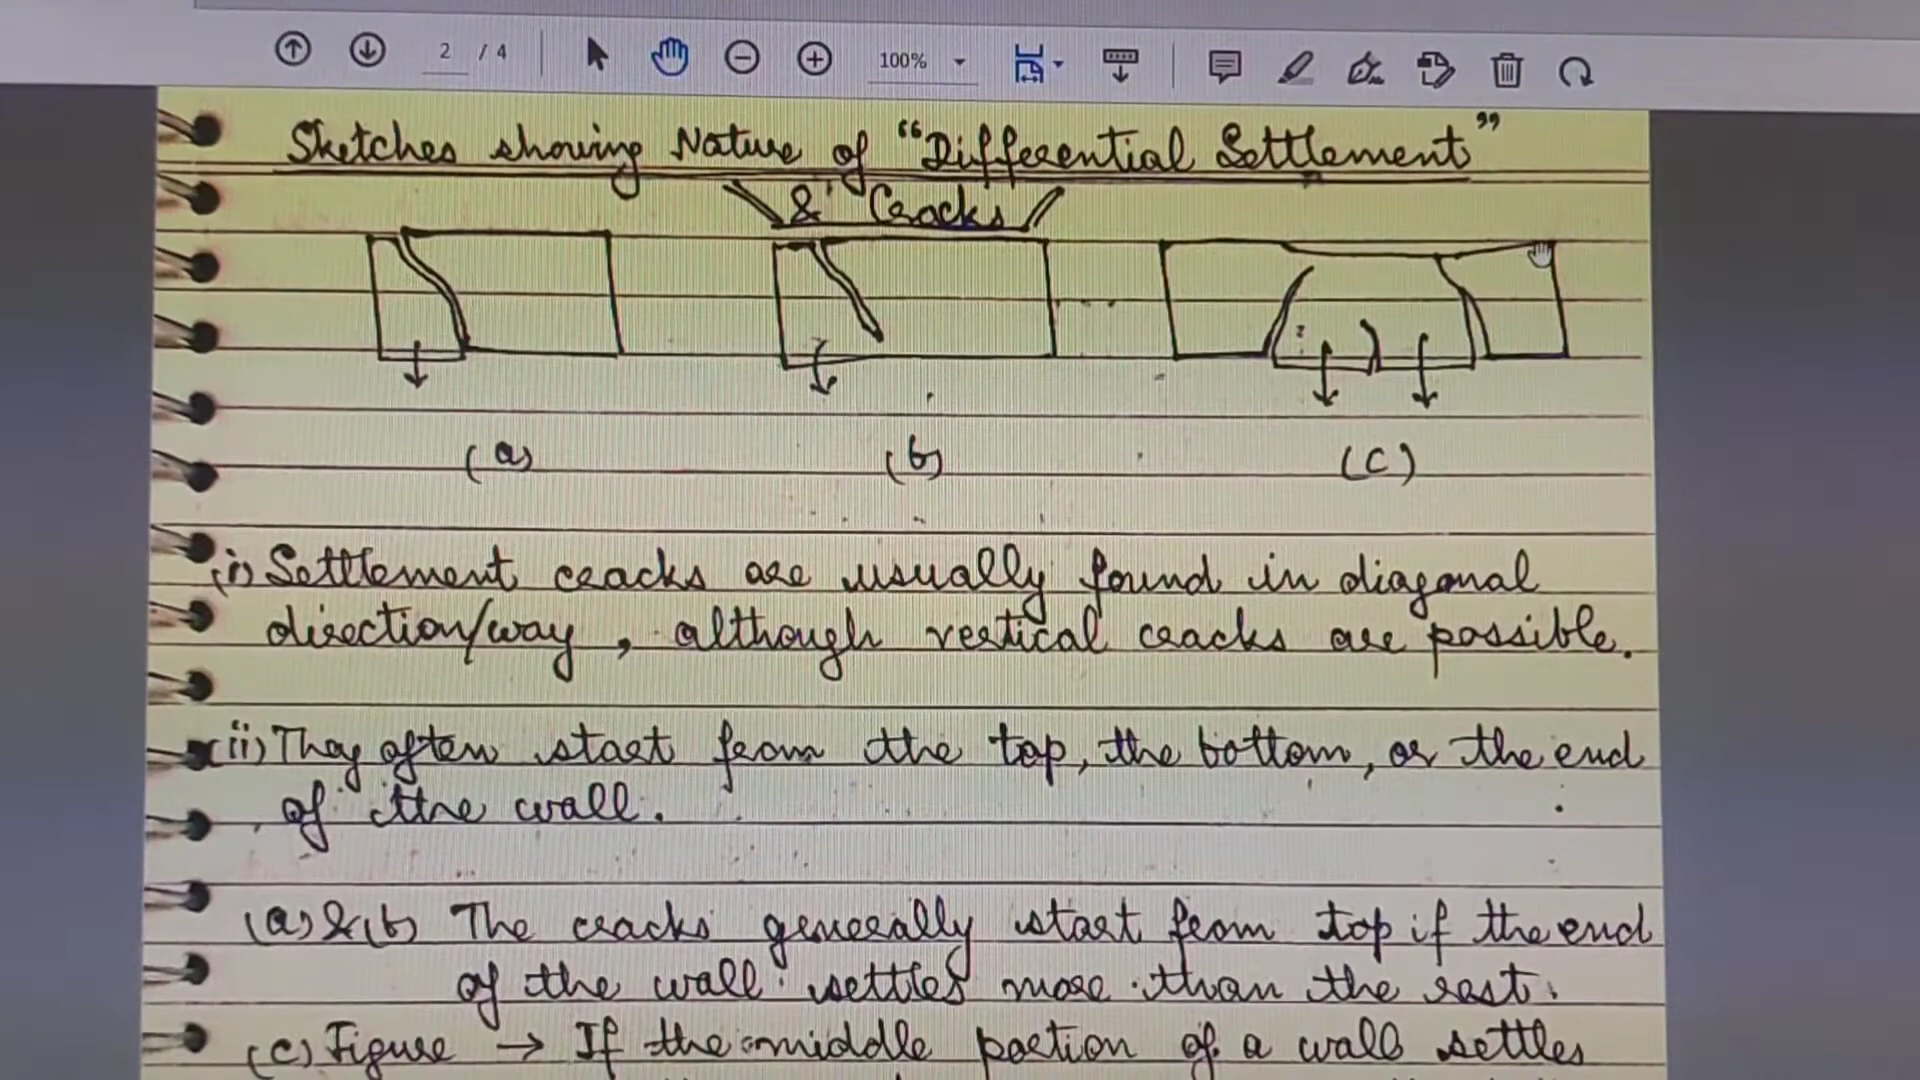 2 / 4 100%
Sketches showing Nature of "Differential Settlement"
& Cracks
(a) (b) (c)
(i) Settlement cracks are usually found in diagonal
direction/way, although vertical cracks are possible.
(ii) They often start from the top, the bottom, or the end
of the wall.
(a) & (b) The cracks generally start from top if the end
of the wall settles more than the rest.
(c) Figure → If the middle portion of a wall settles